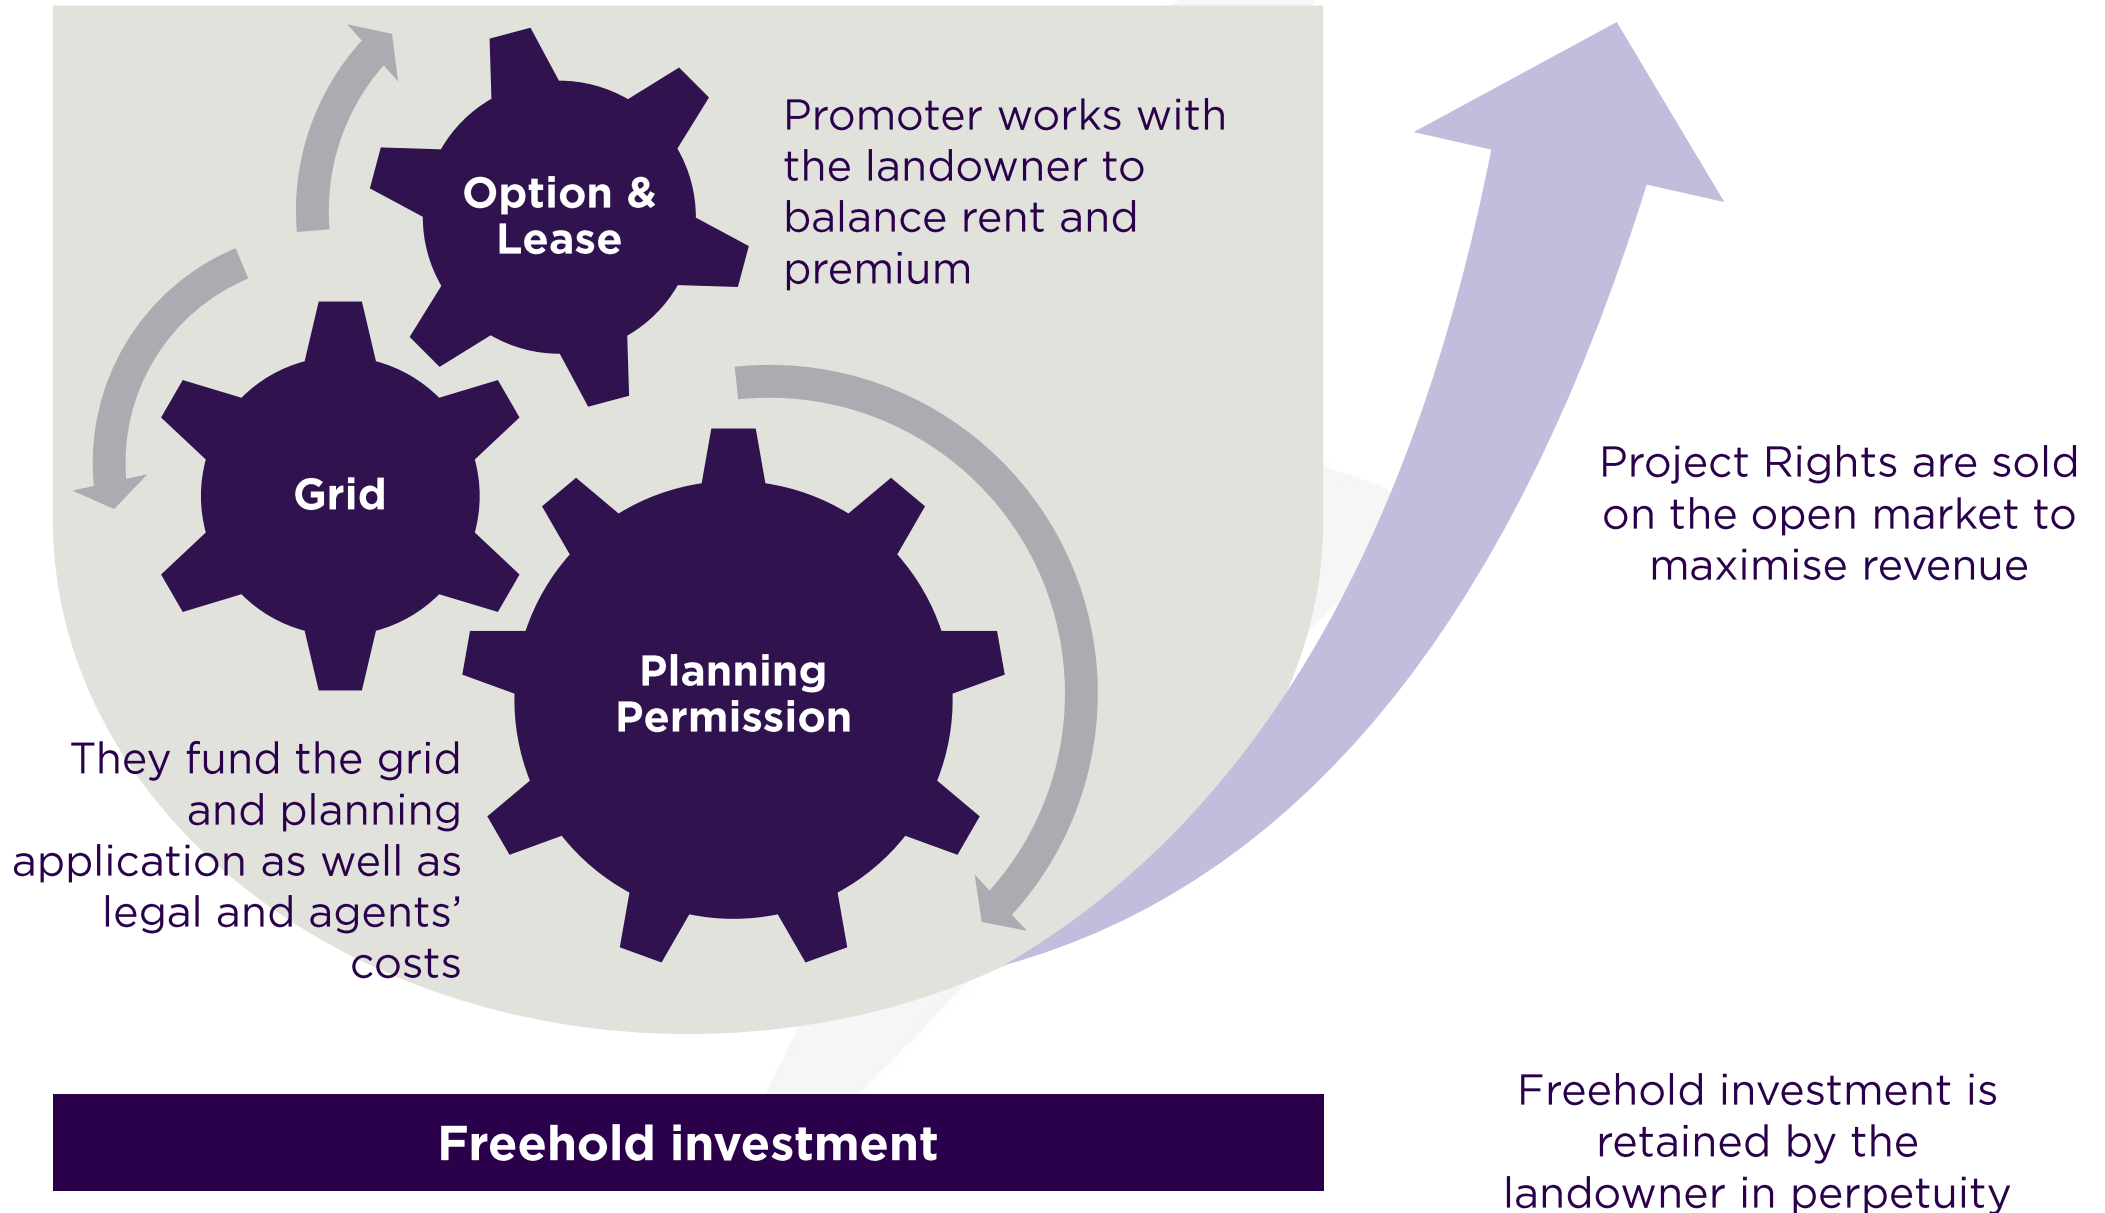 Option &
Lease
Promoter works with
the landowner to
balance rent and
premium
Grid
Planning
Permission
They fund the grid
and planning
application as well as
legal and agents’
costs
Project Rights are sold
on the open market to
maximise revenue
Freehold investment
Freehold investment is
retained by the
landowner in perpetuity